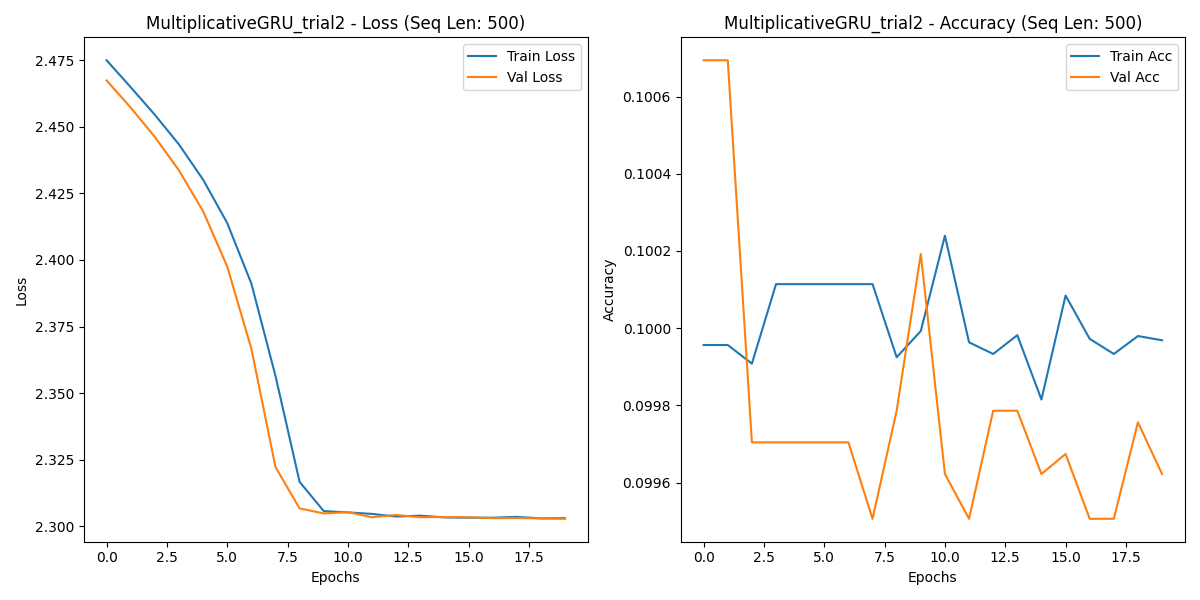 MultiplicativeGRU_trial2 - Loss (Seq Len: 500)
Train Loss
Val Loss
2.475
2.450
2.425
2.400
2.375
2.350
2.325
2.300
Loss
0.0 2.5 5.0 7.5 10.0 12.5 15.0 17.5
Epochs
MultiplicativeGRU_trial2 - Accuracy (Seq Len: 500)
Train Acc
Val Acc
0.1006
0.1004
0.1002
0.1000
0.0998
0.0996
Accuracy
0.0 2.5 5.0 7.5 10.0 12.5 15.0 17.5
Epochs